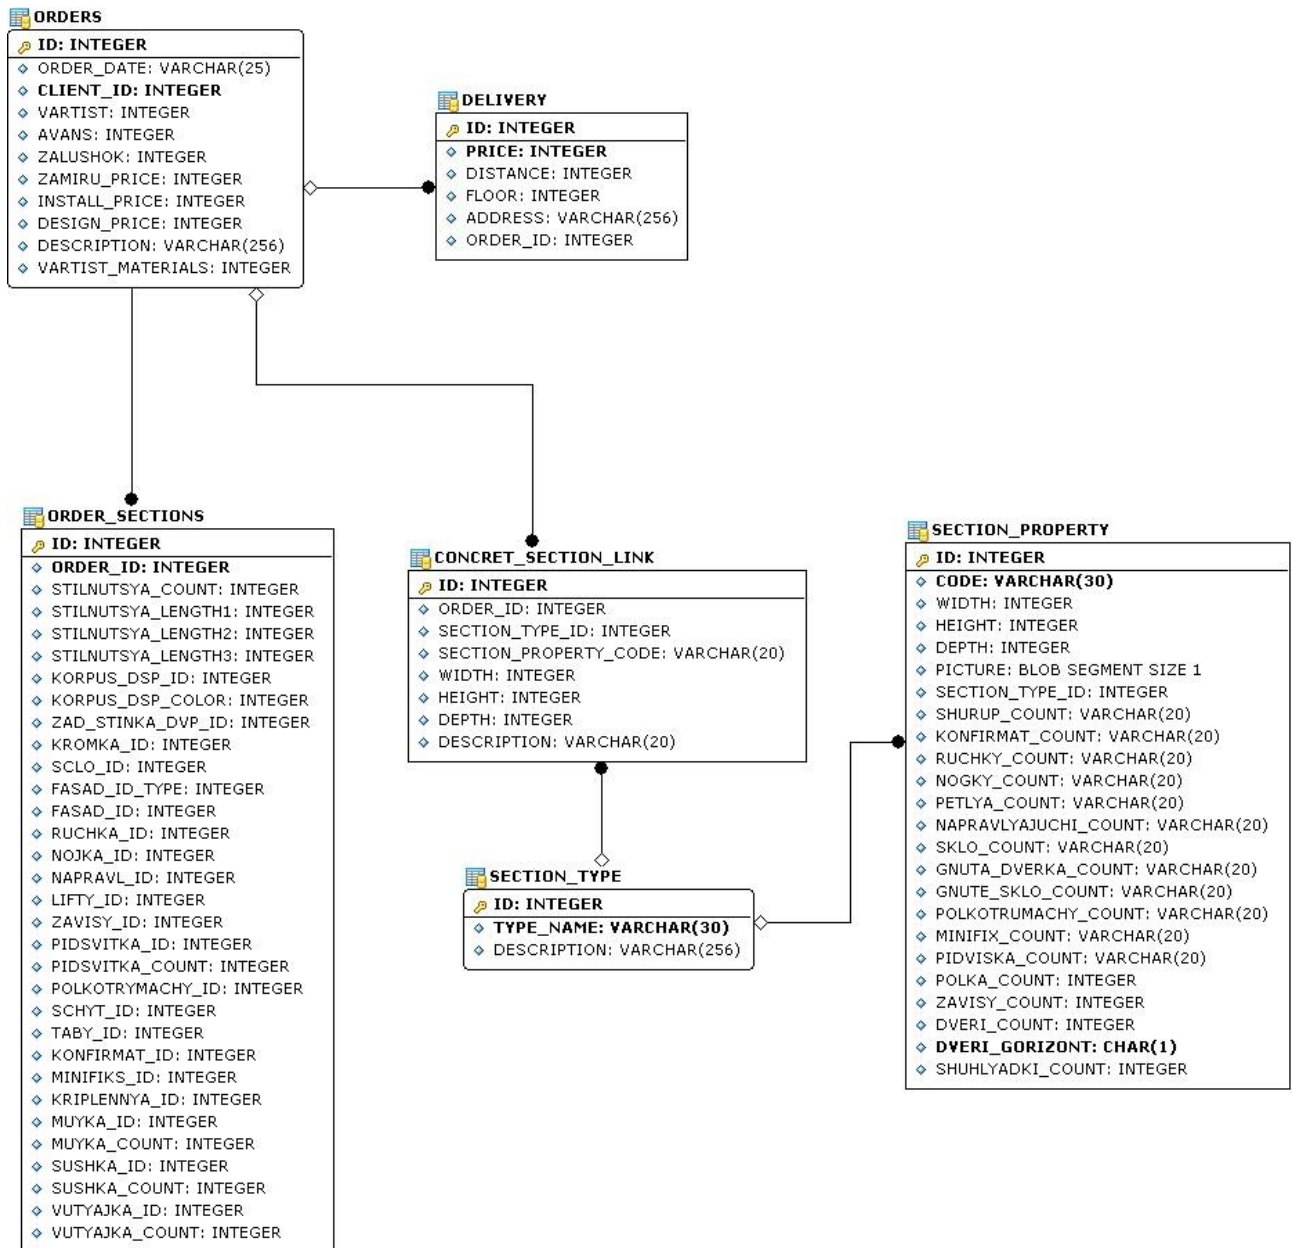 ORDERS
ID: INTEGER
ORDER_DATE: VARCHAR(25)
CLIENT_ID: INTEGER
VARTIST: INTEGER
AVANS: INTEGER
ZALUSHOK: INTEGER
ZAMIRU_PRICE: INTEGER
INSTALL_PRICE: INTEGER
DESIGN_PRICE: INTEGER
DESCRIPTION: VARCHAR(256)
VARTIST_MATERIALS: INTEGER
DELIVERY
ID: INTEGER
PRICE: INTEGER
DISTANCE: INTEGER
FLOOR: INTEGER
ADDRESS: VARCHAR(256)
ORDER_ID: INTEGER
ORDER_SECTIONS
ID: INTEGER
ORDER_ID: INTEGER
STILNUTSYA_COUNT: INTEGER
STILNUTSYA_LENGTH1: INTEGER
STILNUTSYA_LENGTH2: INTEGER
STILNUTSYA_LENGTH3: INTEGER
KORPUS_DSP_ID: INTEGER
KORPUS_DSP_COLOR: INTEGER
ZAD_STINKA_DVP_ID: INTEGER
KROMKA_ID: INTEGER
SCLO_ID: INTEGER
FASAD_ID_TYPE: INTEGER
FASAD_ID: INTEGER
RUCHKA_ID: INTEGER
NOJKA_ID: INTEGER
NAPRAVL_ID: INTEGER
LIFTY_ID: INTEGER
ZAVISY_ID: INTEGER
PIDSVITKA_ID: INTEGER
PIDSVITKA_COUNT: INTEGER
POLKOTRYMACHY_ID: INTEGER
SCHYT_ID: INTEGER
TABY_ID: INTEGER
KONFIRMAT_ID: INTEGER
MINIFIKS_ID: INTEGER
KRIPLENNYA_ID: INTEGER
MUYKA_ID: INTEGER
MUYKA_COUNT: INTEGER
SUSHKA_ID: INTEGER
SUSHKA_COUNT: INTEGER
VUTYAJKA_ID: INTEGER
VUTYAJKA_COUNT: INTEGER
CONCRET_SECTION_LINK
ID: INTEGER
ORDER_ID: INTEGER
SECTION_TYPE_ID: INTEGER
SECTION_PROPERTY_CODE: VARCHAR(20)
WIDTH: INTEGER
HEIGHT: INTEGER
DEPTH: INTEGER
DESCRIPTION: VARCHAR(20)
SECTION_TYPE
ID: INTEGER
TYPE_NAME: VARCHAR(30)
DESCRIPTION: VARCHAR(256)
SECTION_PROPERTY
ID: INTEGER
CODE: VARCHAR(30)
WIDTH: INTEGER
HEIGHT: INTEGER
DEPTH: INTEGER
PICTURE: BLOB SEGMENT SIZE 1
SECTION_TYPE_ID: INTEGER
SHURUP_COUNT: VARCHAR(20)
KONFIRMAT_COUNT: VARCHAR(20)
RUCHKY_COUNT: VARCHAR(20)
NOGKY_COUNT: VARCHAR(20)
PETLYA_COUNT: VARCHAR(20)
NAPRAVLYAJUCHI_COUNT: VARCHAR(20)
SKLO_COUNT: VARCHAR(20)
GNUTA_DVERKA_COUNT: VARCHAR(20)
GNUTE_SKLO_COUNT: VARCHAR(20)
POLKOTRUMACHY_COUNT: VARCHAR(20)
MINIFIX_COUNT: VARCHAR(20)
PIDVISKA_COUNT: VARCHAR(20)
POLKA_COUNT: INTEGER
ZAVISY_COUNT: INTEGER
DVERI_COUNT: INTEGER
DVERI_GORIZONT: CHAR(1)
SHUHLYADKI_COUNT: INTEGER